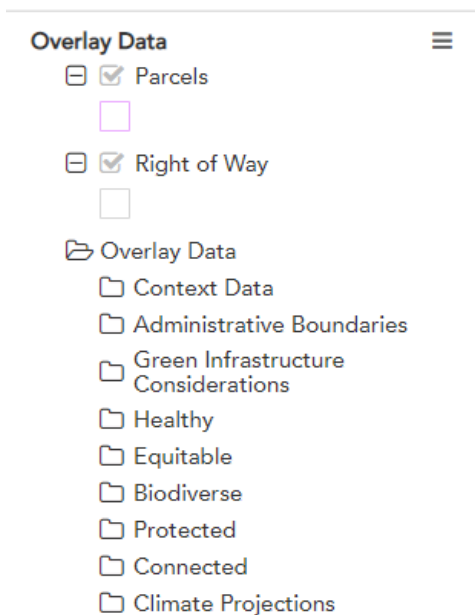 Overlay Data
Parcels
Right of Way
Overlay Data
Context Data
Administrative Boundaries
Green Infrastructure
Considerations
Healthy
Equitable
Biodiverse
Protected
Connected
Climate Projections